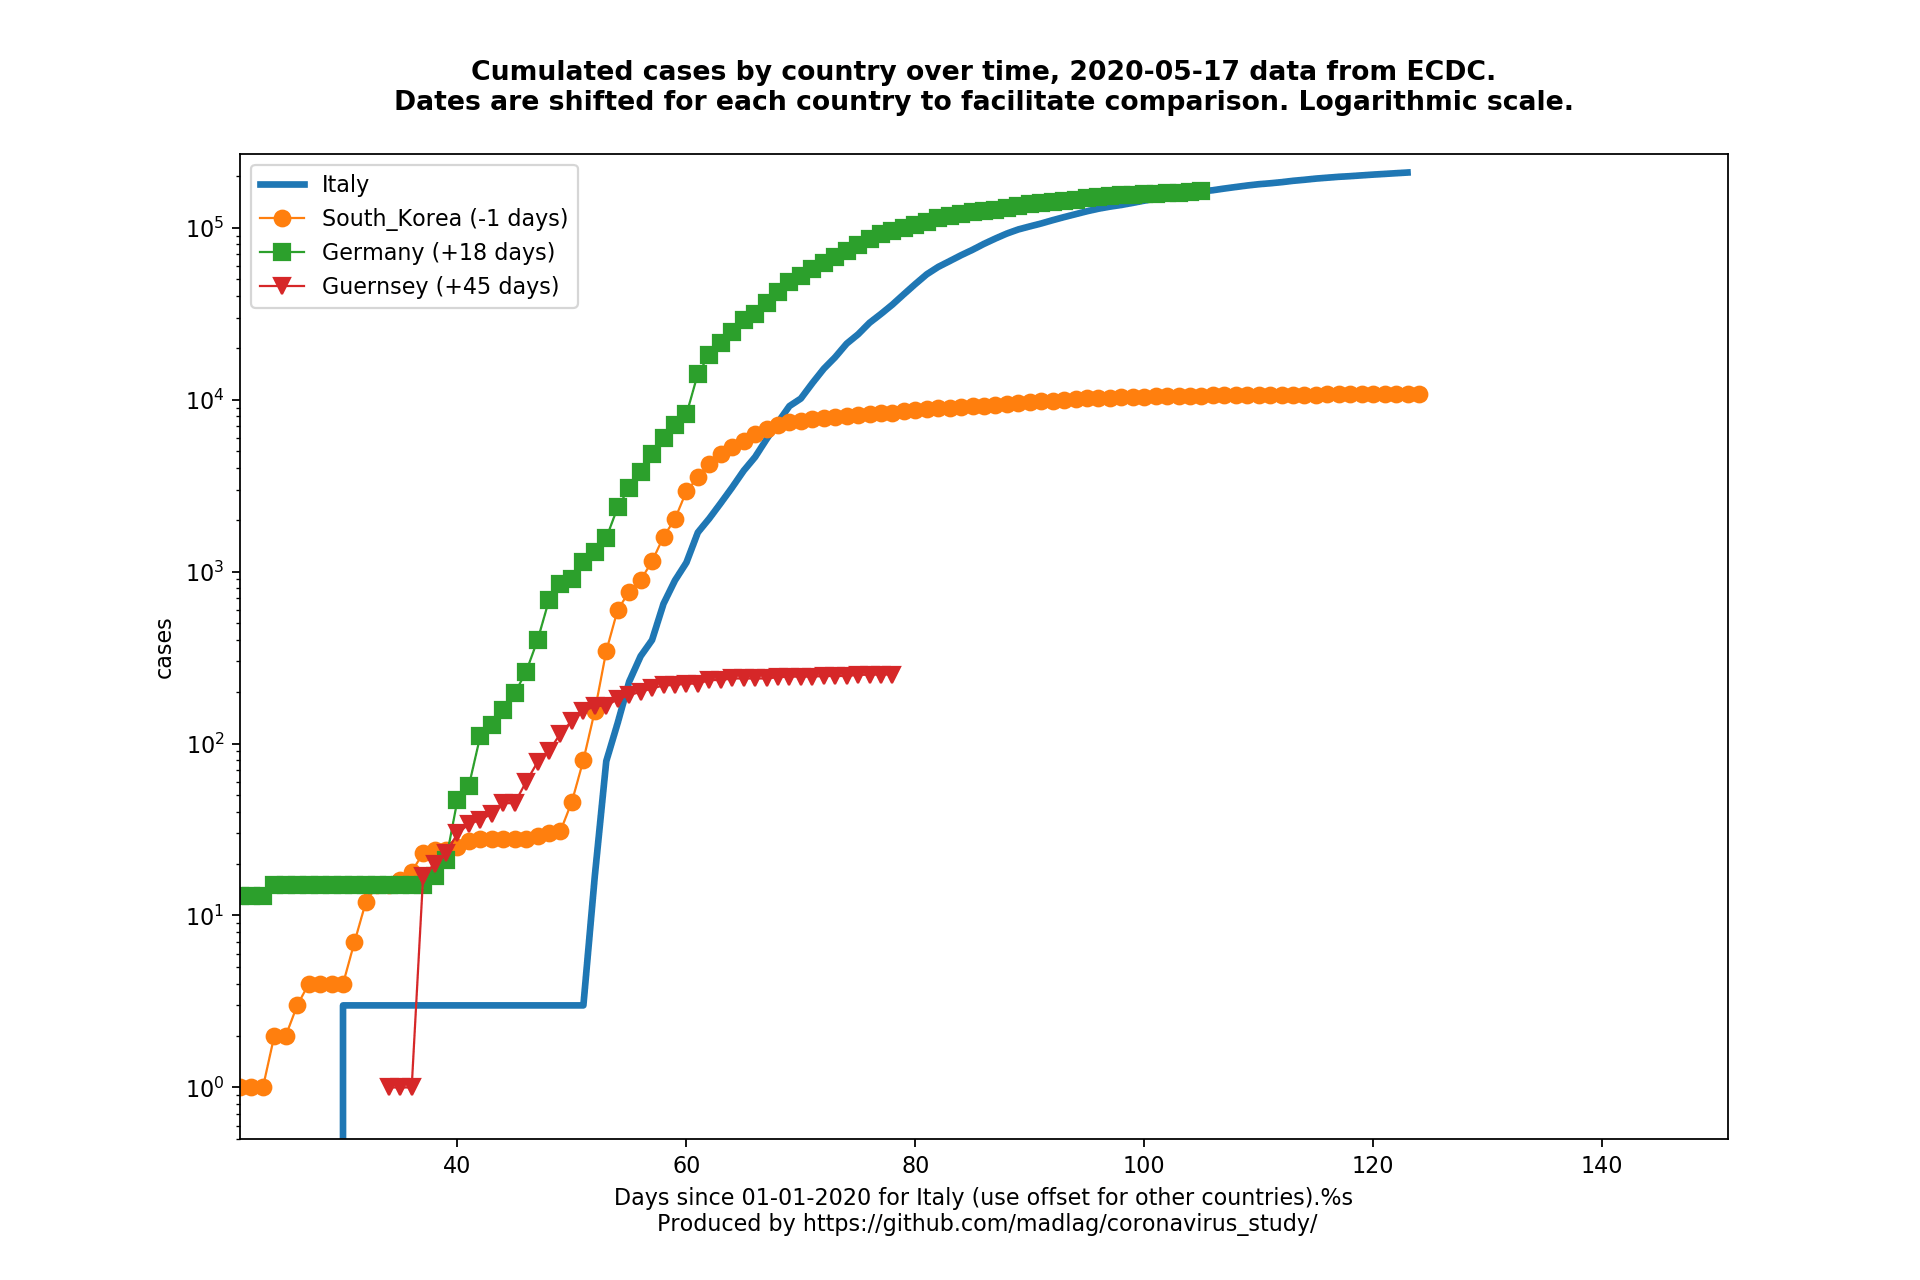 Cumulated cases by country over time, 2020-05-17 data from ECDC.
Dates are shifted for each country to facilitate comparison. Logarithmic scale.
Italy
South_Korea (-1 days)
Germany (+18 days)
Guernsey (+45 days)
10^5
10^4
10^3
10^2
10^1
10^0
cases
40 60 80 100 120 140
Days since 01-01-2020 for Italy (use offset for other countries).%s
Produced by https://github.com/madlag/coronavirus_study/